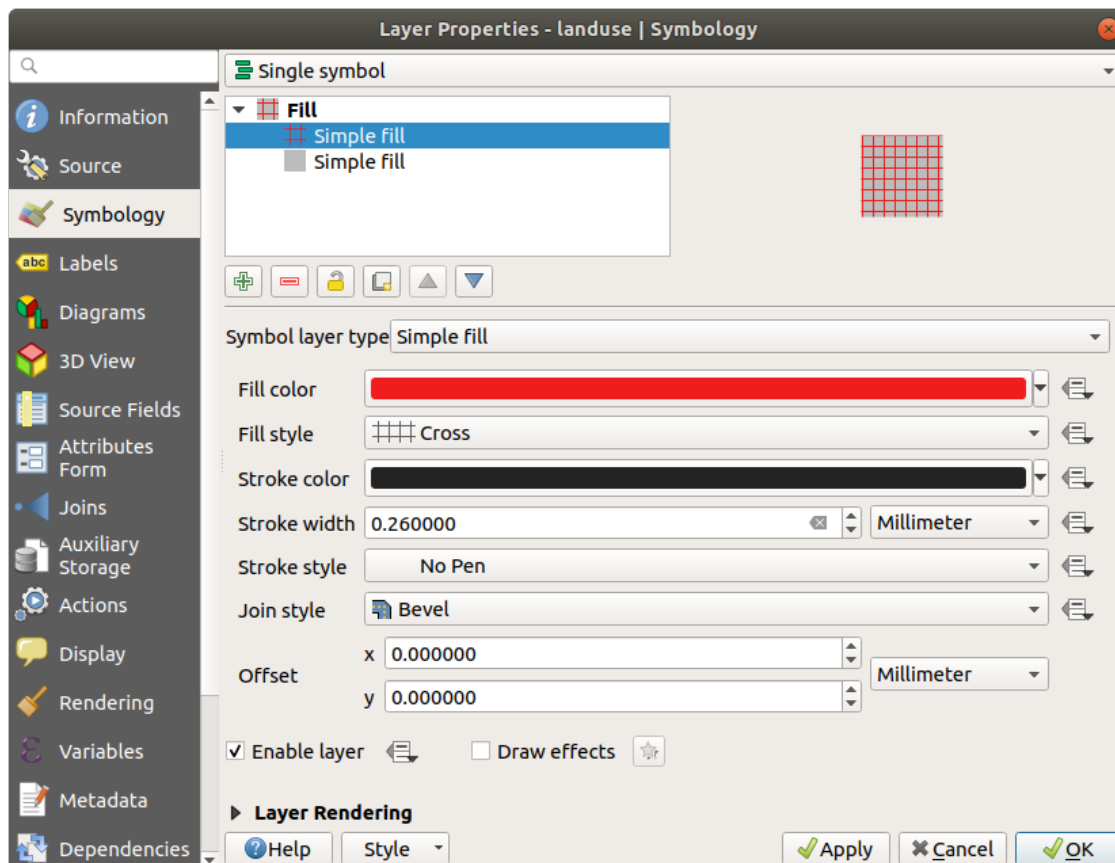 Layer Properties - landuse | Symbology
Single symbol
Information
Source
Symbology
Labels
abc
Diagrams
3D View
Source Fields
Attributes
Form
Joins
Auxiliary
Storage
Actions
Display
Rendering
Variables
Metadata
Dependencies
Fill
Simple fill
Simple fill
Symbol layer type Simple fill
Fill color
Fill style Cross
Stroke color
Stroke width 0.260000 Millimeter
Stroke style No Pen
Join style Bevel
Offset
x 0.000000
y 0.000000
Millimeter
Enable layer Draw effects
Layer Rendering
Help Style Apply Cancel OK